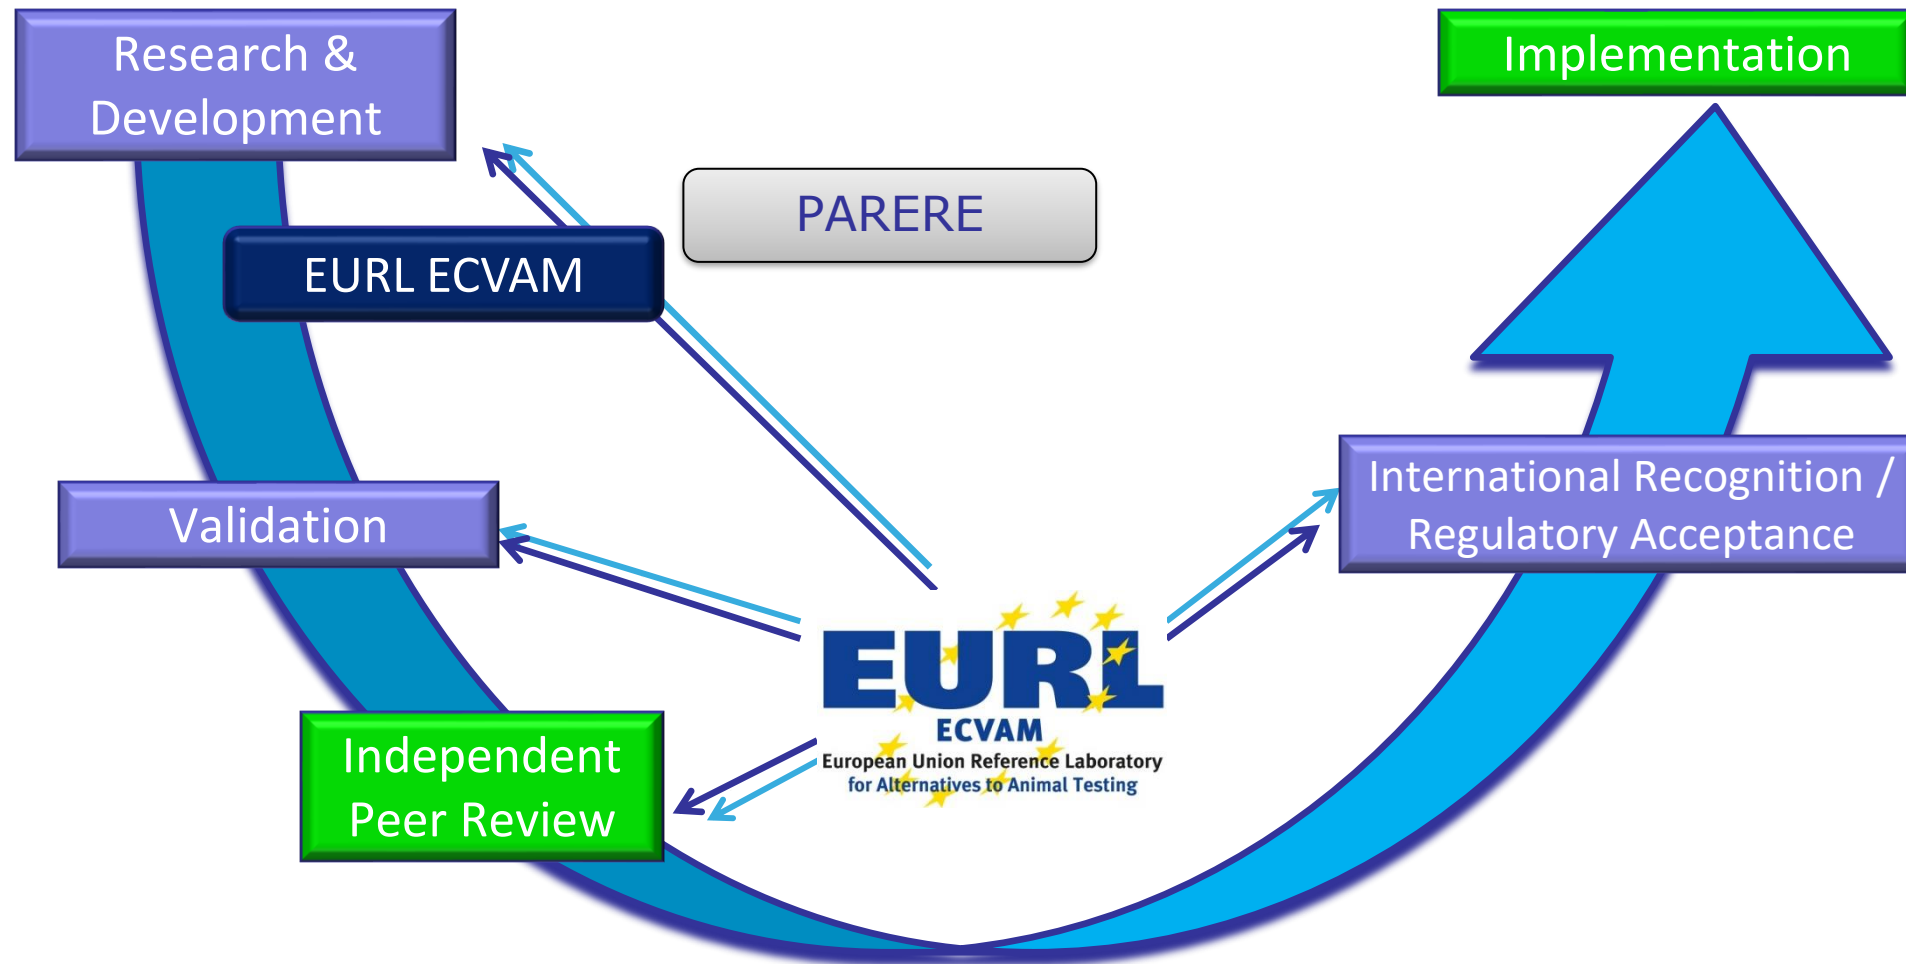 Research &
Development
Implementation
PARERE
EURL ECVAM
International Recognition /
Regulatory Acceptance
Validation
EURL
ECVAM
European Union Reference Laboratory
for Alternatives to Animal Testing
Independent
Peer Review